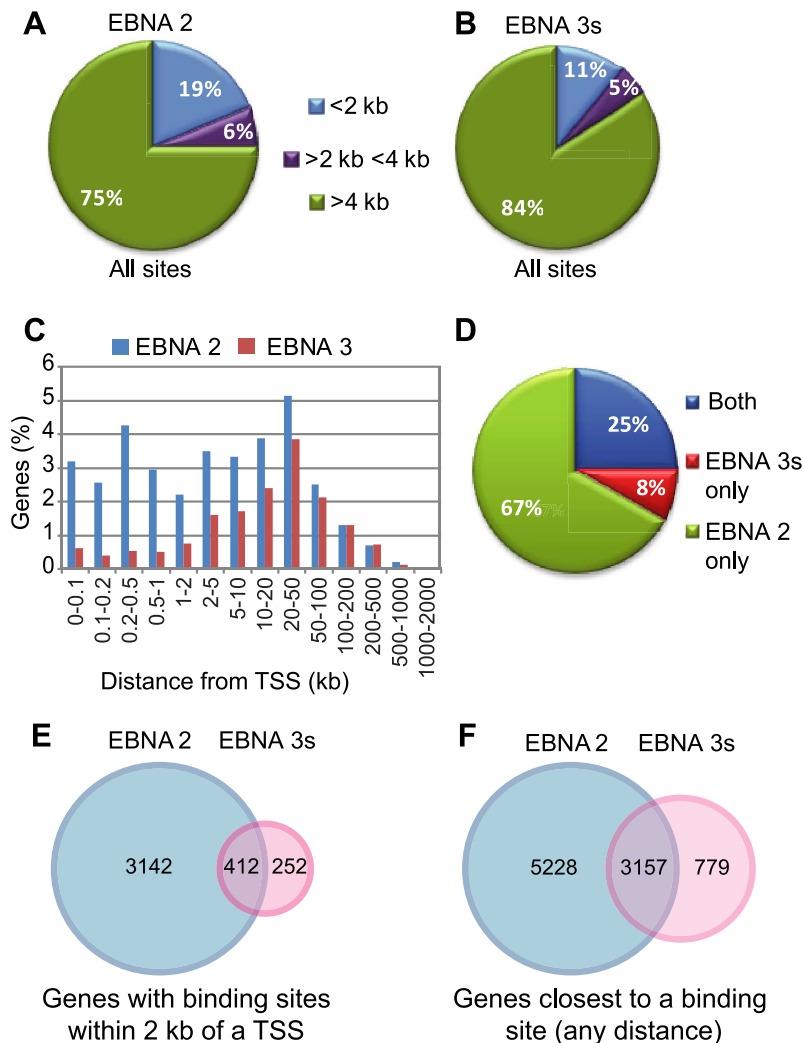 A
EBNA 2
19%
6%
75%
All sites
<2 kb
>2 kb <4 kb
>4 kb
B
EBNA 3s
11%
5%
84%
All sites
C
EBNA 2
EBNA 3
Genes (%)
6
5
4
3
2
1
0
0-0.1
0.1-0.2
0.2-0.5
0.5-1
1-2
2-5
5-10
10-20
20-50
50-100
100-200
200-500
500-1000
1000-2000
Distance from TSS (kb)
D
25%
8%
67%
7%
Both
EBNA 3s
only
EBNA 2
only
E
EBNA 2
EBNA 3s
3142
412
252
Genes with binding sites
within 2 kb of a TSS
F
EBNA 2
EBNA 3s
5228
3157
779
Genes closest to a binding
site (any distance)